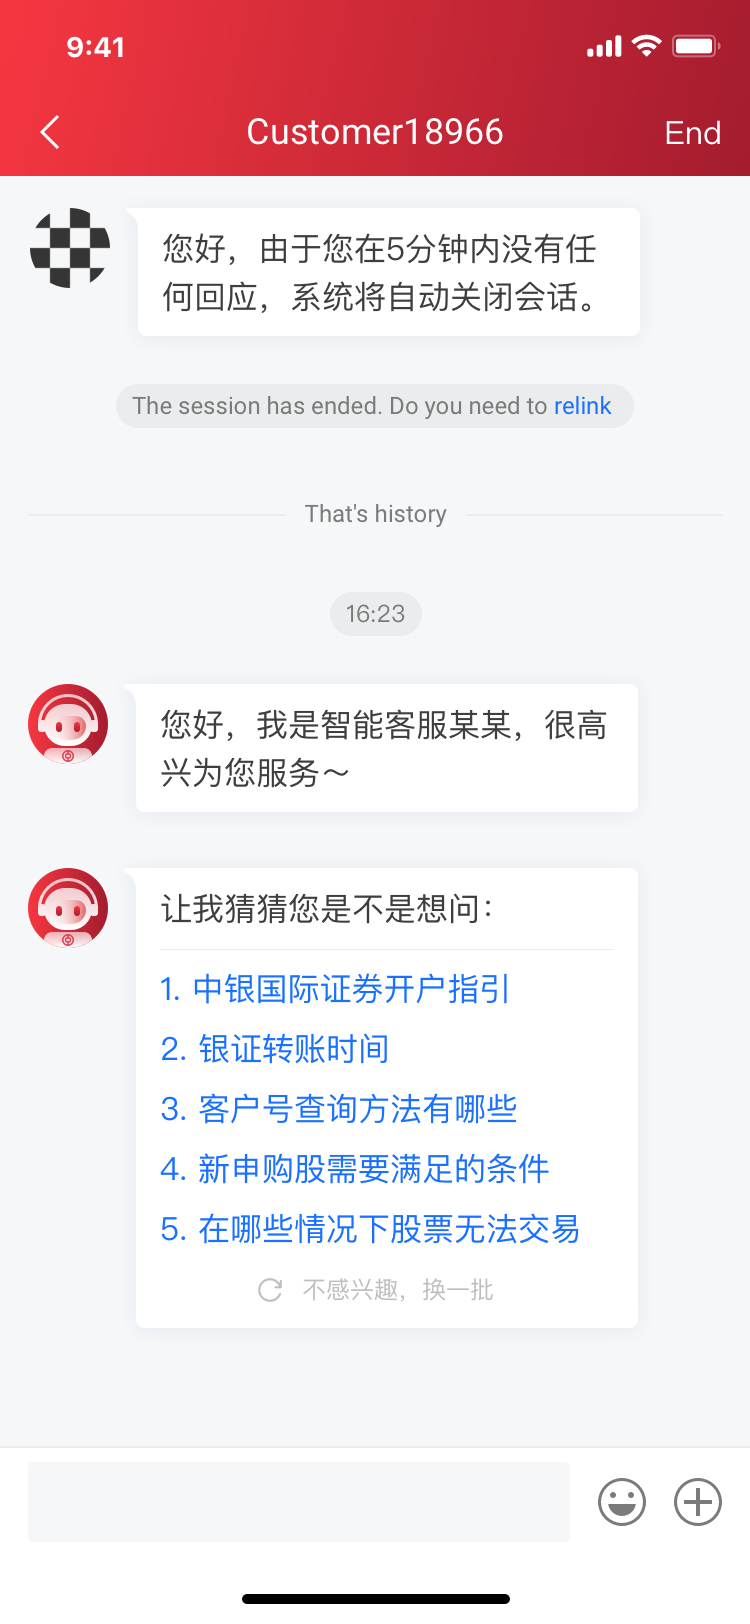 9:41
Customer18966
End
您好，由于您在5分钟内没有任
何回应，系统将自动关闭会话。
The session has ended. Do you need to relink
That's history
16:23
您好，我是智能客服某某，很高
兴为您服务～
让我猜猜您是不是想问：
1. 中银国际证券开户指引
2. 银证转账时间
3. 客户号查询方法有哪些
4. 新申购股需要满足的条件
5. 在哪些情况下股票无法交易
不感兴趣，换一批